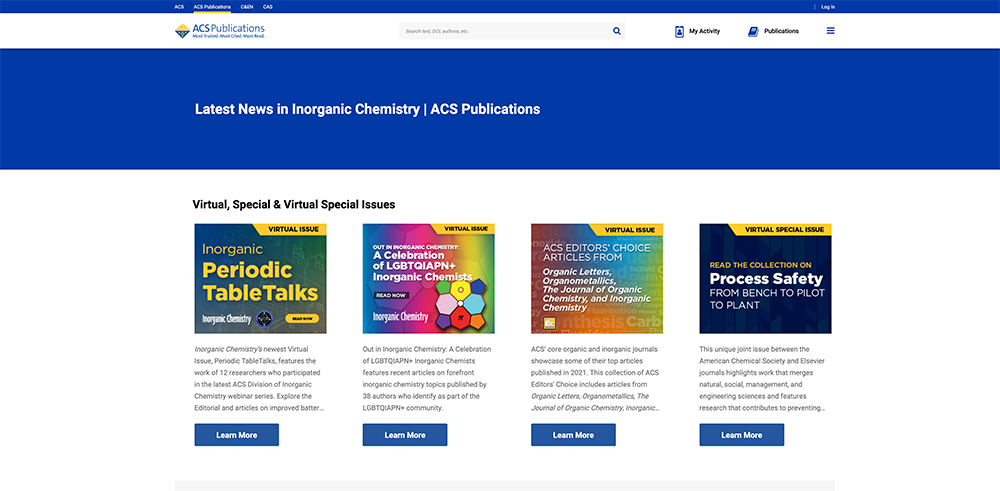 ACS ACS Publications C&EN CAS Log In
ACS Publications
Most Trusted. Most Cited. Most Read.
Search text, DOI, authors, etc.
My Activity
Publications
Latest News in Inorganic Chemistry | ACS Publications
Virtual, Special & Virtual Special Issues
VIRTUAL ISSUE
Inorganic
Periodic
TableTalks
Inorganic Chemistry
READ NOW
Inorganic Chemistry's newest Virtual
Issue, Periodic TableTalks, features the
work of 12 researchers who participated
in the latest ACS Division of Inorganic
Chemistry webinar series. Explore the
Editorial and articles on improved batter...
Learn More
VIRTUAL ISSUE
OUT IN INORGANIC CHEMISTRY:
A Celebration
of LGBTQIAPN+
Inorganic Chemists
READ NOW
Inorganic Chemistry
Out in Inorganic Chemistry: A Celebration
of LGBTQIAPN+ Inorganic Chemists
features recent articles on forefront
inorganic chemistry topics published by
38 authors who identify as part of the
LGBTQIAPN+ community.
Learn More
VIRTUAL ISSUE
ACS EDITORS' CHOICE
ARTICLES FROM
Organic Letters,
Organometallics,
The Journal of Organic
Chemistry, and Inorganic
Chemistry
Ec
ACS' core organic and inorganic journals
showcase some of their top articles
published in 2021. This collection of ACS
Editors' Choice includes articles from
Organic Letters, Organometallics, The
Journal of Organic Chemistry, Inorganic...
Learn More
VIRTUAL SPECIAL ISSUE
READ THE COLLECTION ON
Process Safety
FROM BENCH TO PILOT
TO PLANT
This unique joint issue between the
American Chemical Society and Elsevier
journals highlights work that merges
natural, social, management, and
engineering sciences and features
research that contributes to preventing...
Learn More